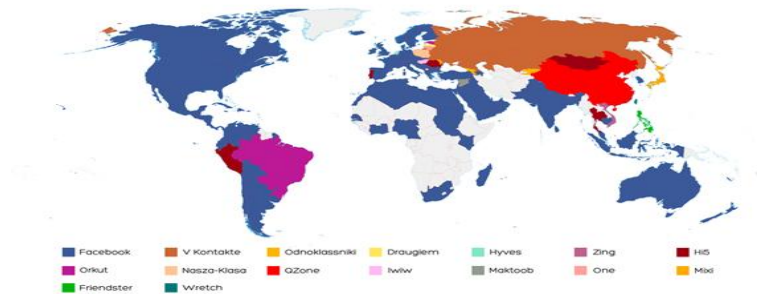 Facebook V Kontakte Odnoklassniki Draugiem Hyves Zing Hi5
Orkut Nasza-Klasa QZone Iwiw Maktoob One Mixi
Friendster Wretch